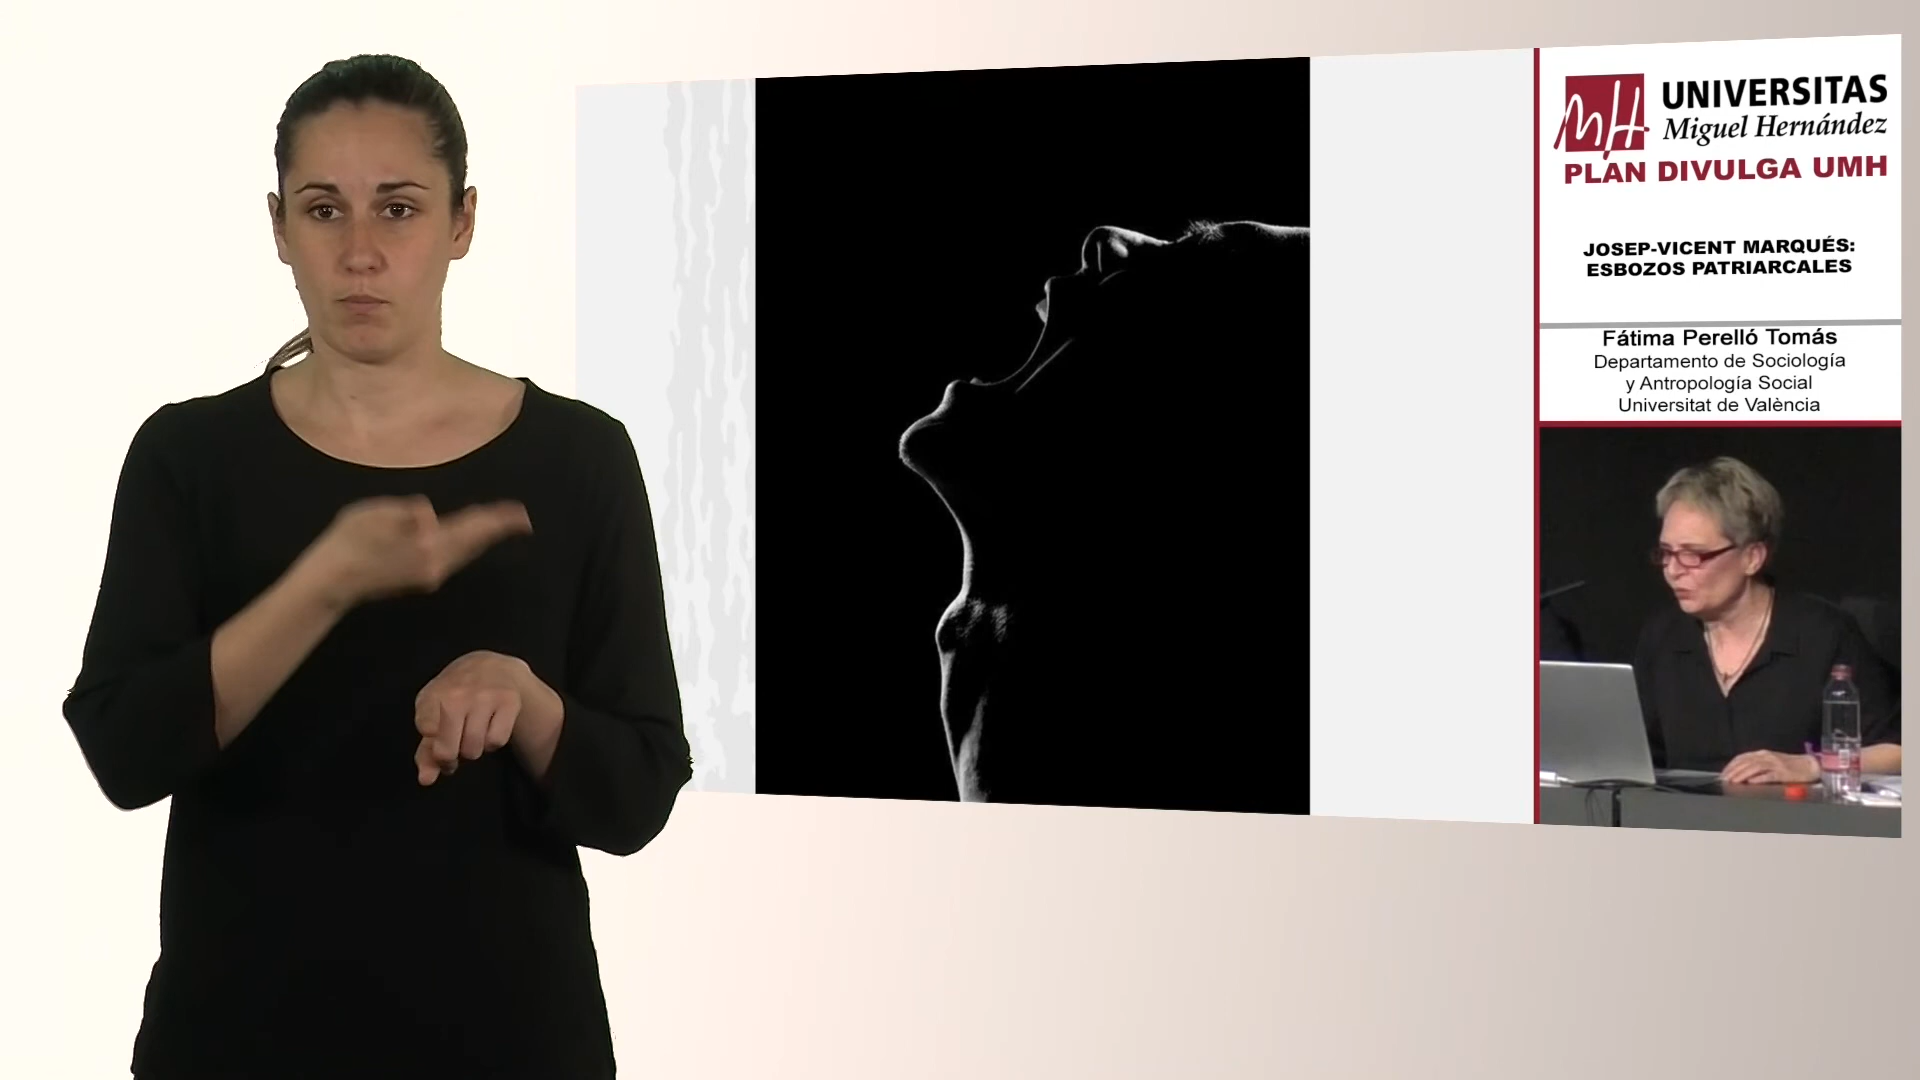 UNIVERSITAS
Miguel Hernández
PLAN DIVULGA UMH
JOSEP-VICENT MARQUÉS:
ESBOZOS PATRIARCALES
Fátima Perelló Tomás
Departamento de Sociología
y Antropología Social
Universitat de València